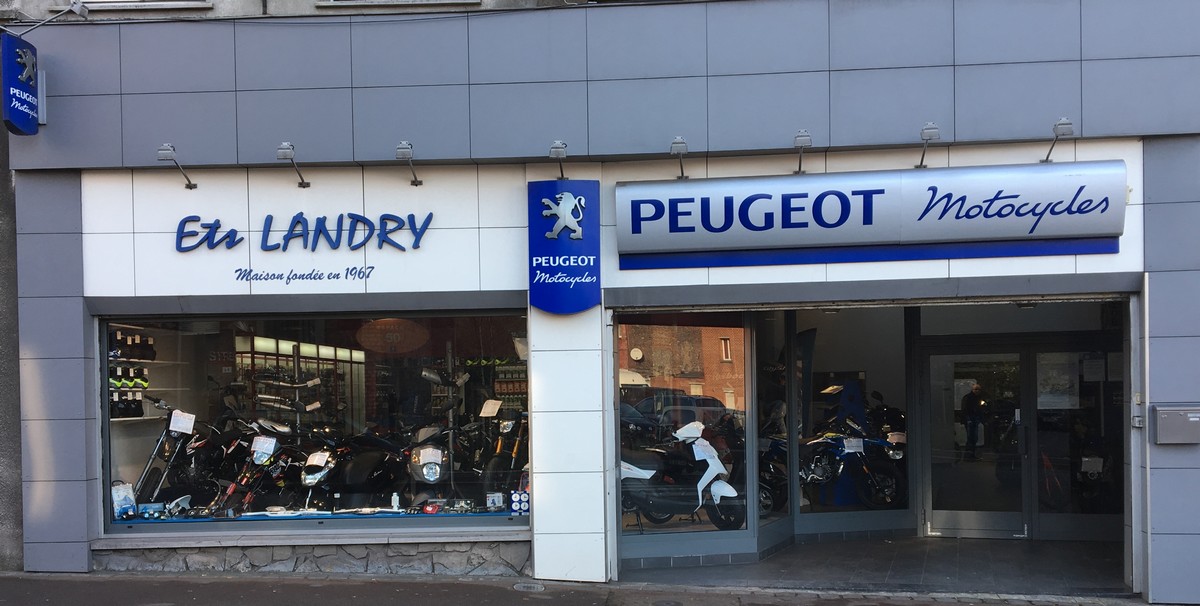 PEUGEOT
Motocycles
Ets LANDRY
Maison fondée en 1967
PEUGEOT
Motocycles
PEUGEOT Motocycles